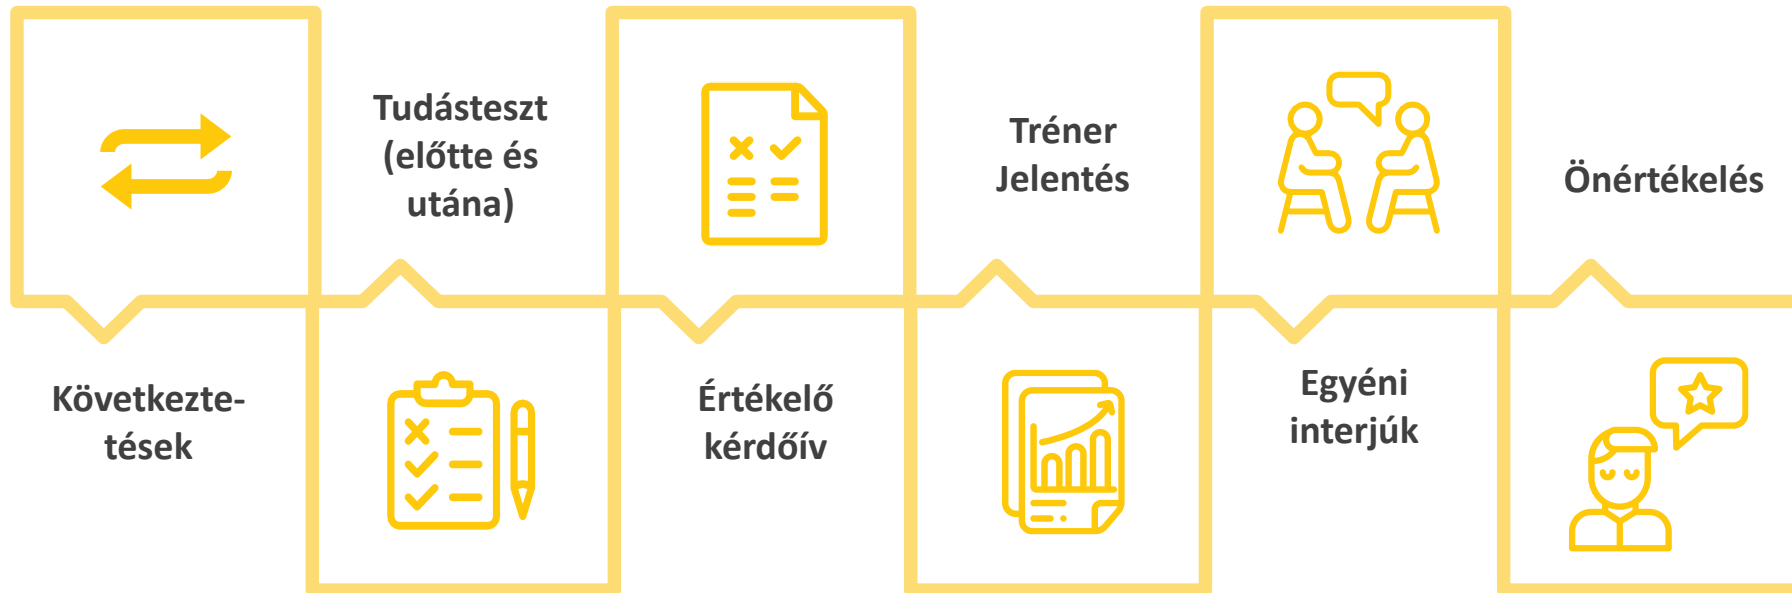 Következte-
tések
Tudásteszt
(előtte és
utána)
Értékelő
kérdőív
Tréner
Jelentés
Egyéni
interjúk
Önértékelés